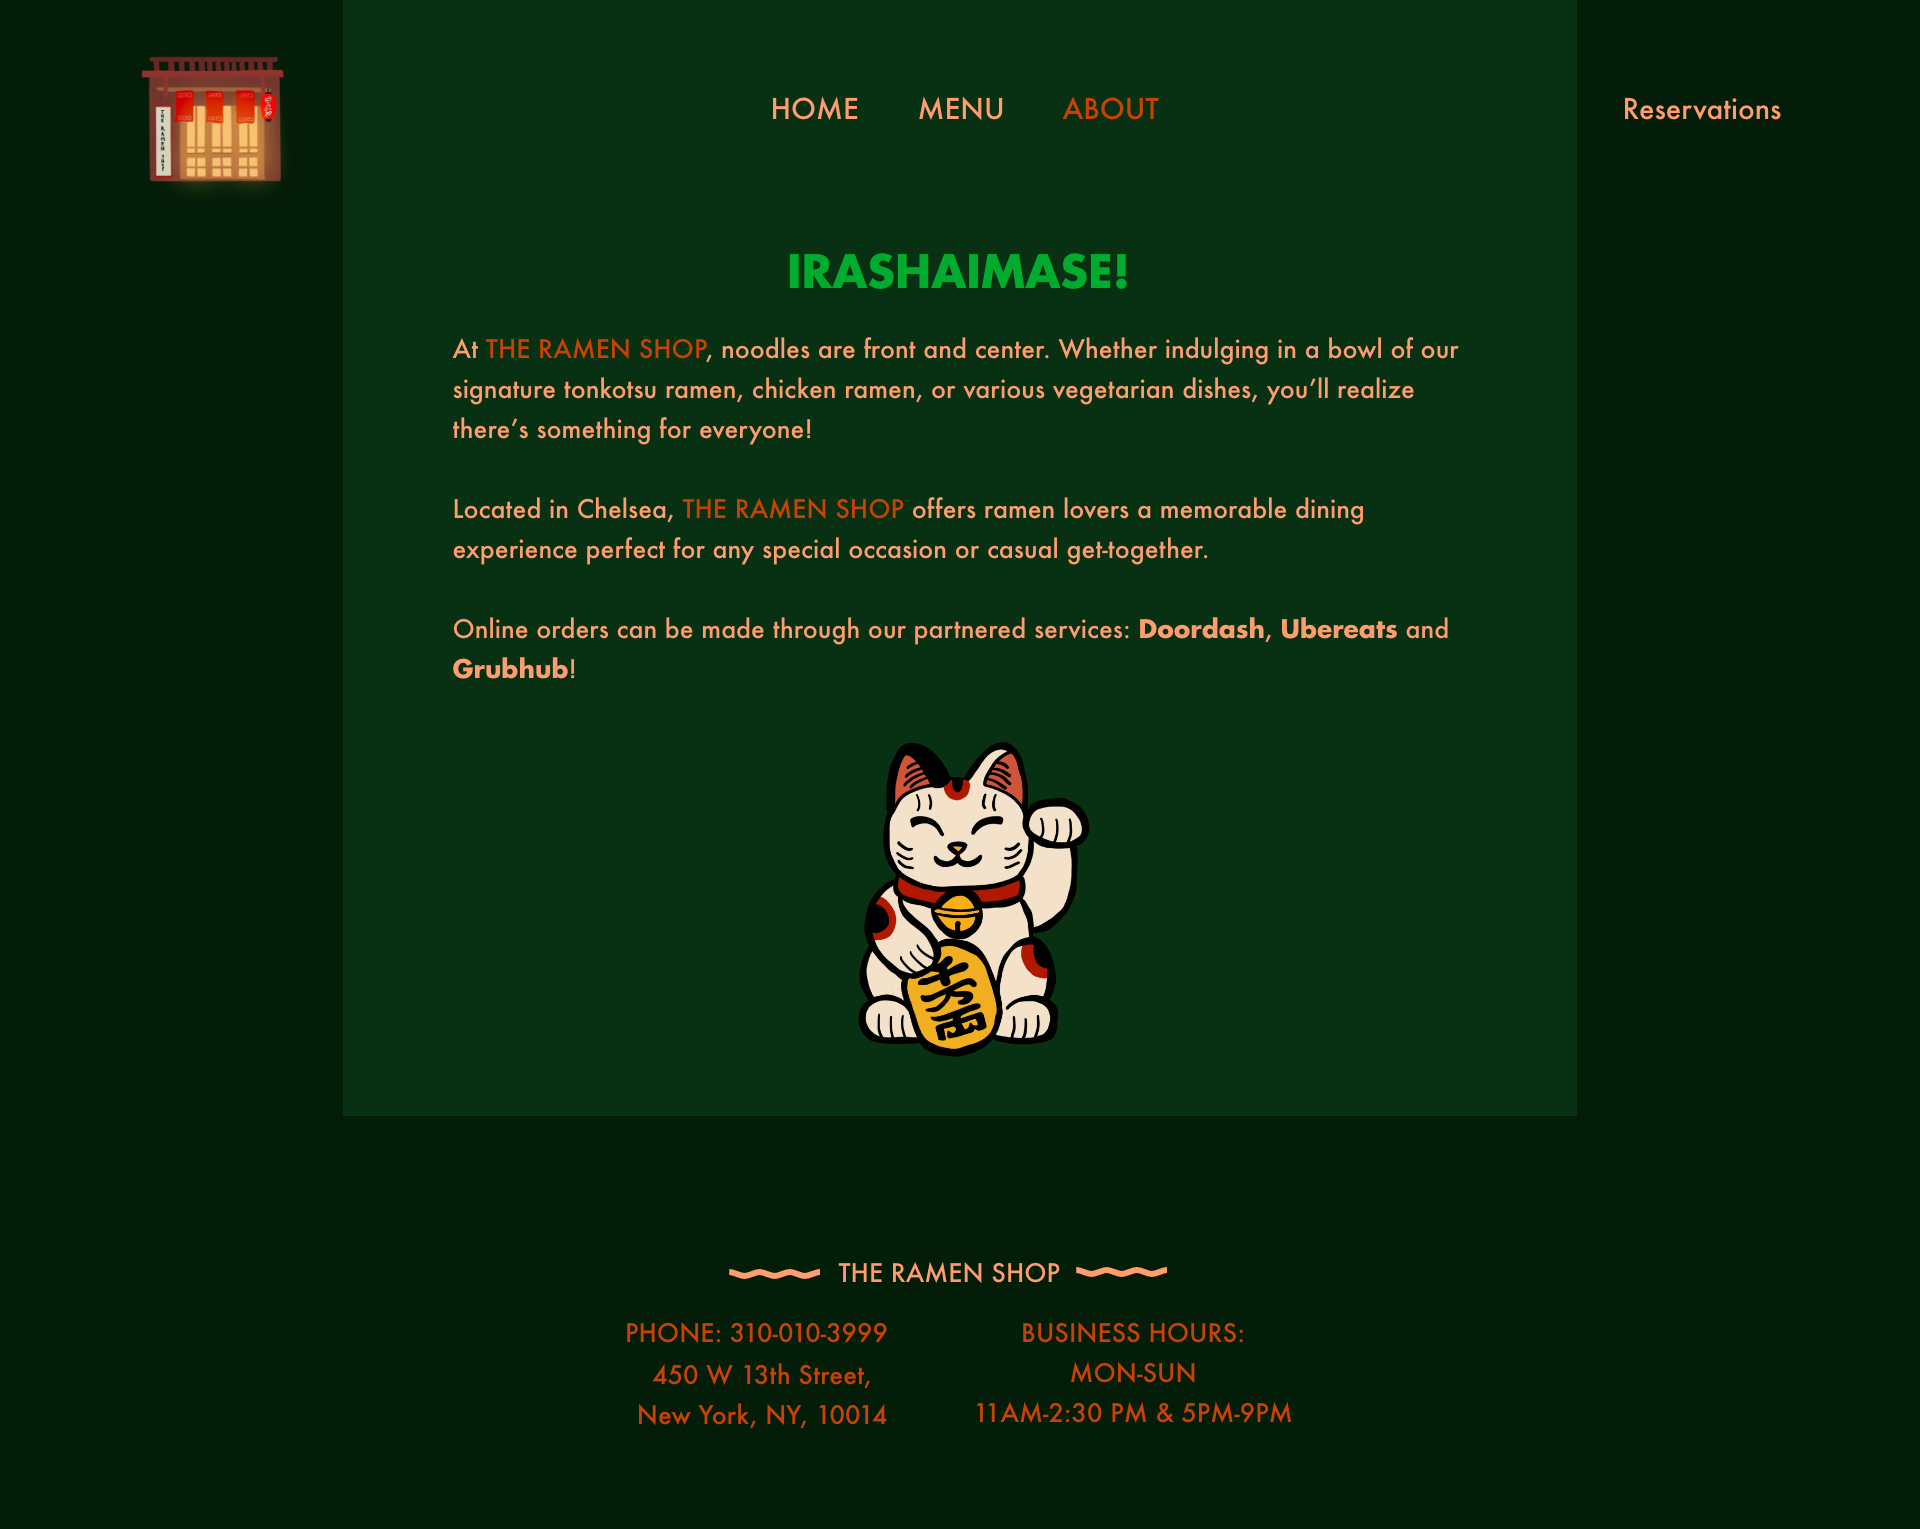 HOME MENU ABOUT Reservations
THE RAMEN
IRASHAIMASE!
At THE RAMEN SHOP, noodles are front and center. Whether indulging in a bowl of our
signature tonkotsu ramen, chicken ramen, or various vegetarian dishes, you’ll realize
there’s something for everyone!
Located in Chelsea, THE RAMEN SHOP offers ramen lovers a memorable dining
experience perfect for any special occasion or casual get-together.
Online orders can be made through our partnered services: Doordash, Ubereats and
Grubhub!
THE RAMEN SHOP
PHONE: 310-010-3999
450 W 13th Street,
New York, NY, 10014
BUSINESS HOURS:
MON-SUN
11AM-2:30 PM & 5PM-9PM